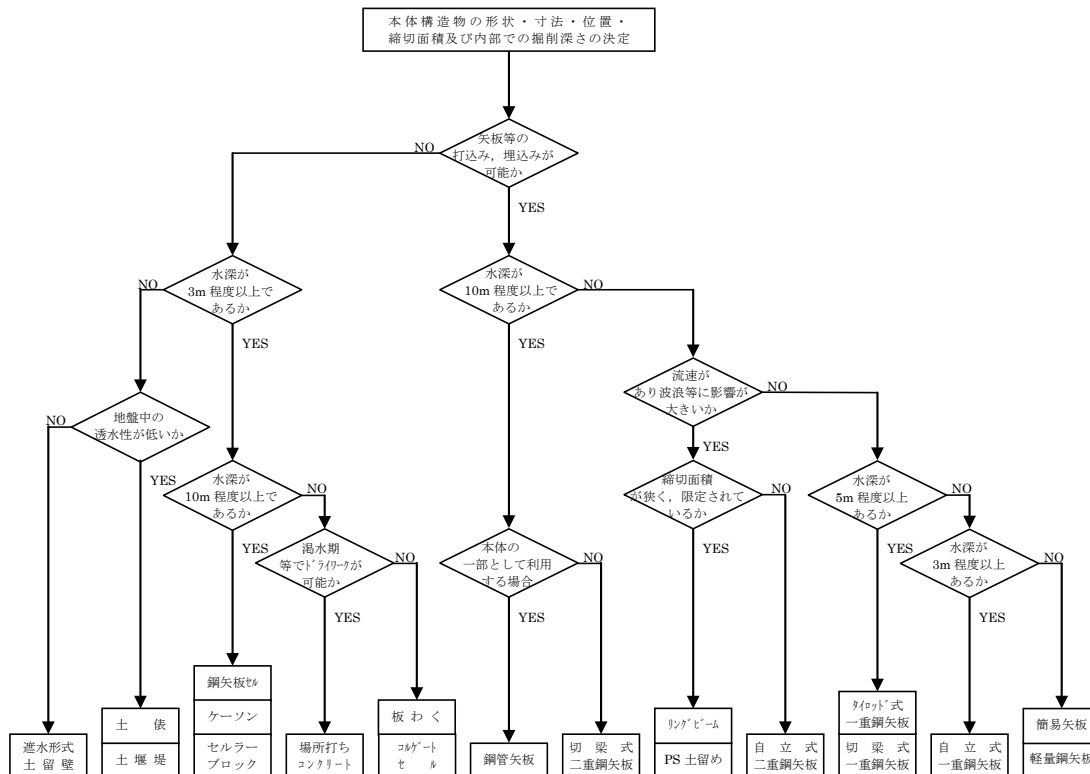 本体構造物の形状・寸法・位置・
締切面積及び内部での掘削深さの決定
矢板等の
打込み，埋込みが
可能か
NO
YES
水深が
3m 程度以上で
あるか
NO
YES
水深が
10m 程度以上で
あるか
NO
YES
流速が
あり波浪等に影響が
大きいか
NO
YES
地盤中の
透水性が低いか
NO
YES
水深が
10m 程度以上で
あるか
NO
YES
締切面積
が狭く，限定されて
いるか
NO
YES
水深が
5m 程度以上
あるか
NO
YES
渇水期
等でﾄﾞﾗｲﾜｰｸが
可能か
NO
YES
本体の
一部として利用
する場合
NO
YES
水深が
3m 程度以上
あるか
NO
YES
遮水形式
土留壁
土俵
土堰堤
鋼矢板ｾﾙ
ケーソン
セルラー
ブロック
場所打ち
ｺﾝｸﾘｰﾄ
板わく
ｺﾙｹﾞｰﾄ
セル
鋼管矢板
切梁式
二重鋼矢板
ﾘﾝｸﾞﾋﾞｰﾑ
PS 土留め
自立式
二重鋼矢板
ﾀｲﾛｯﾄﾞ式
一重鋼矢板
切梁式
一重鋼矢板
自立式
一重鋼矢板
簡易矢板
軽量鋼矢板